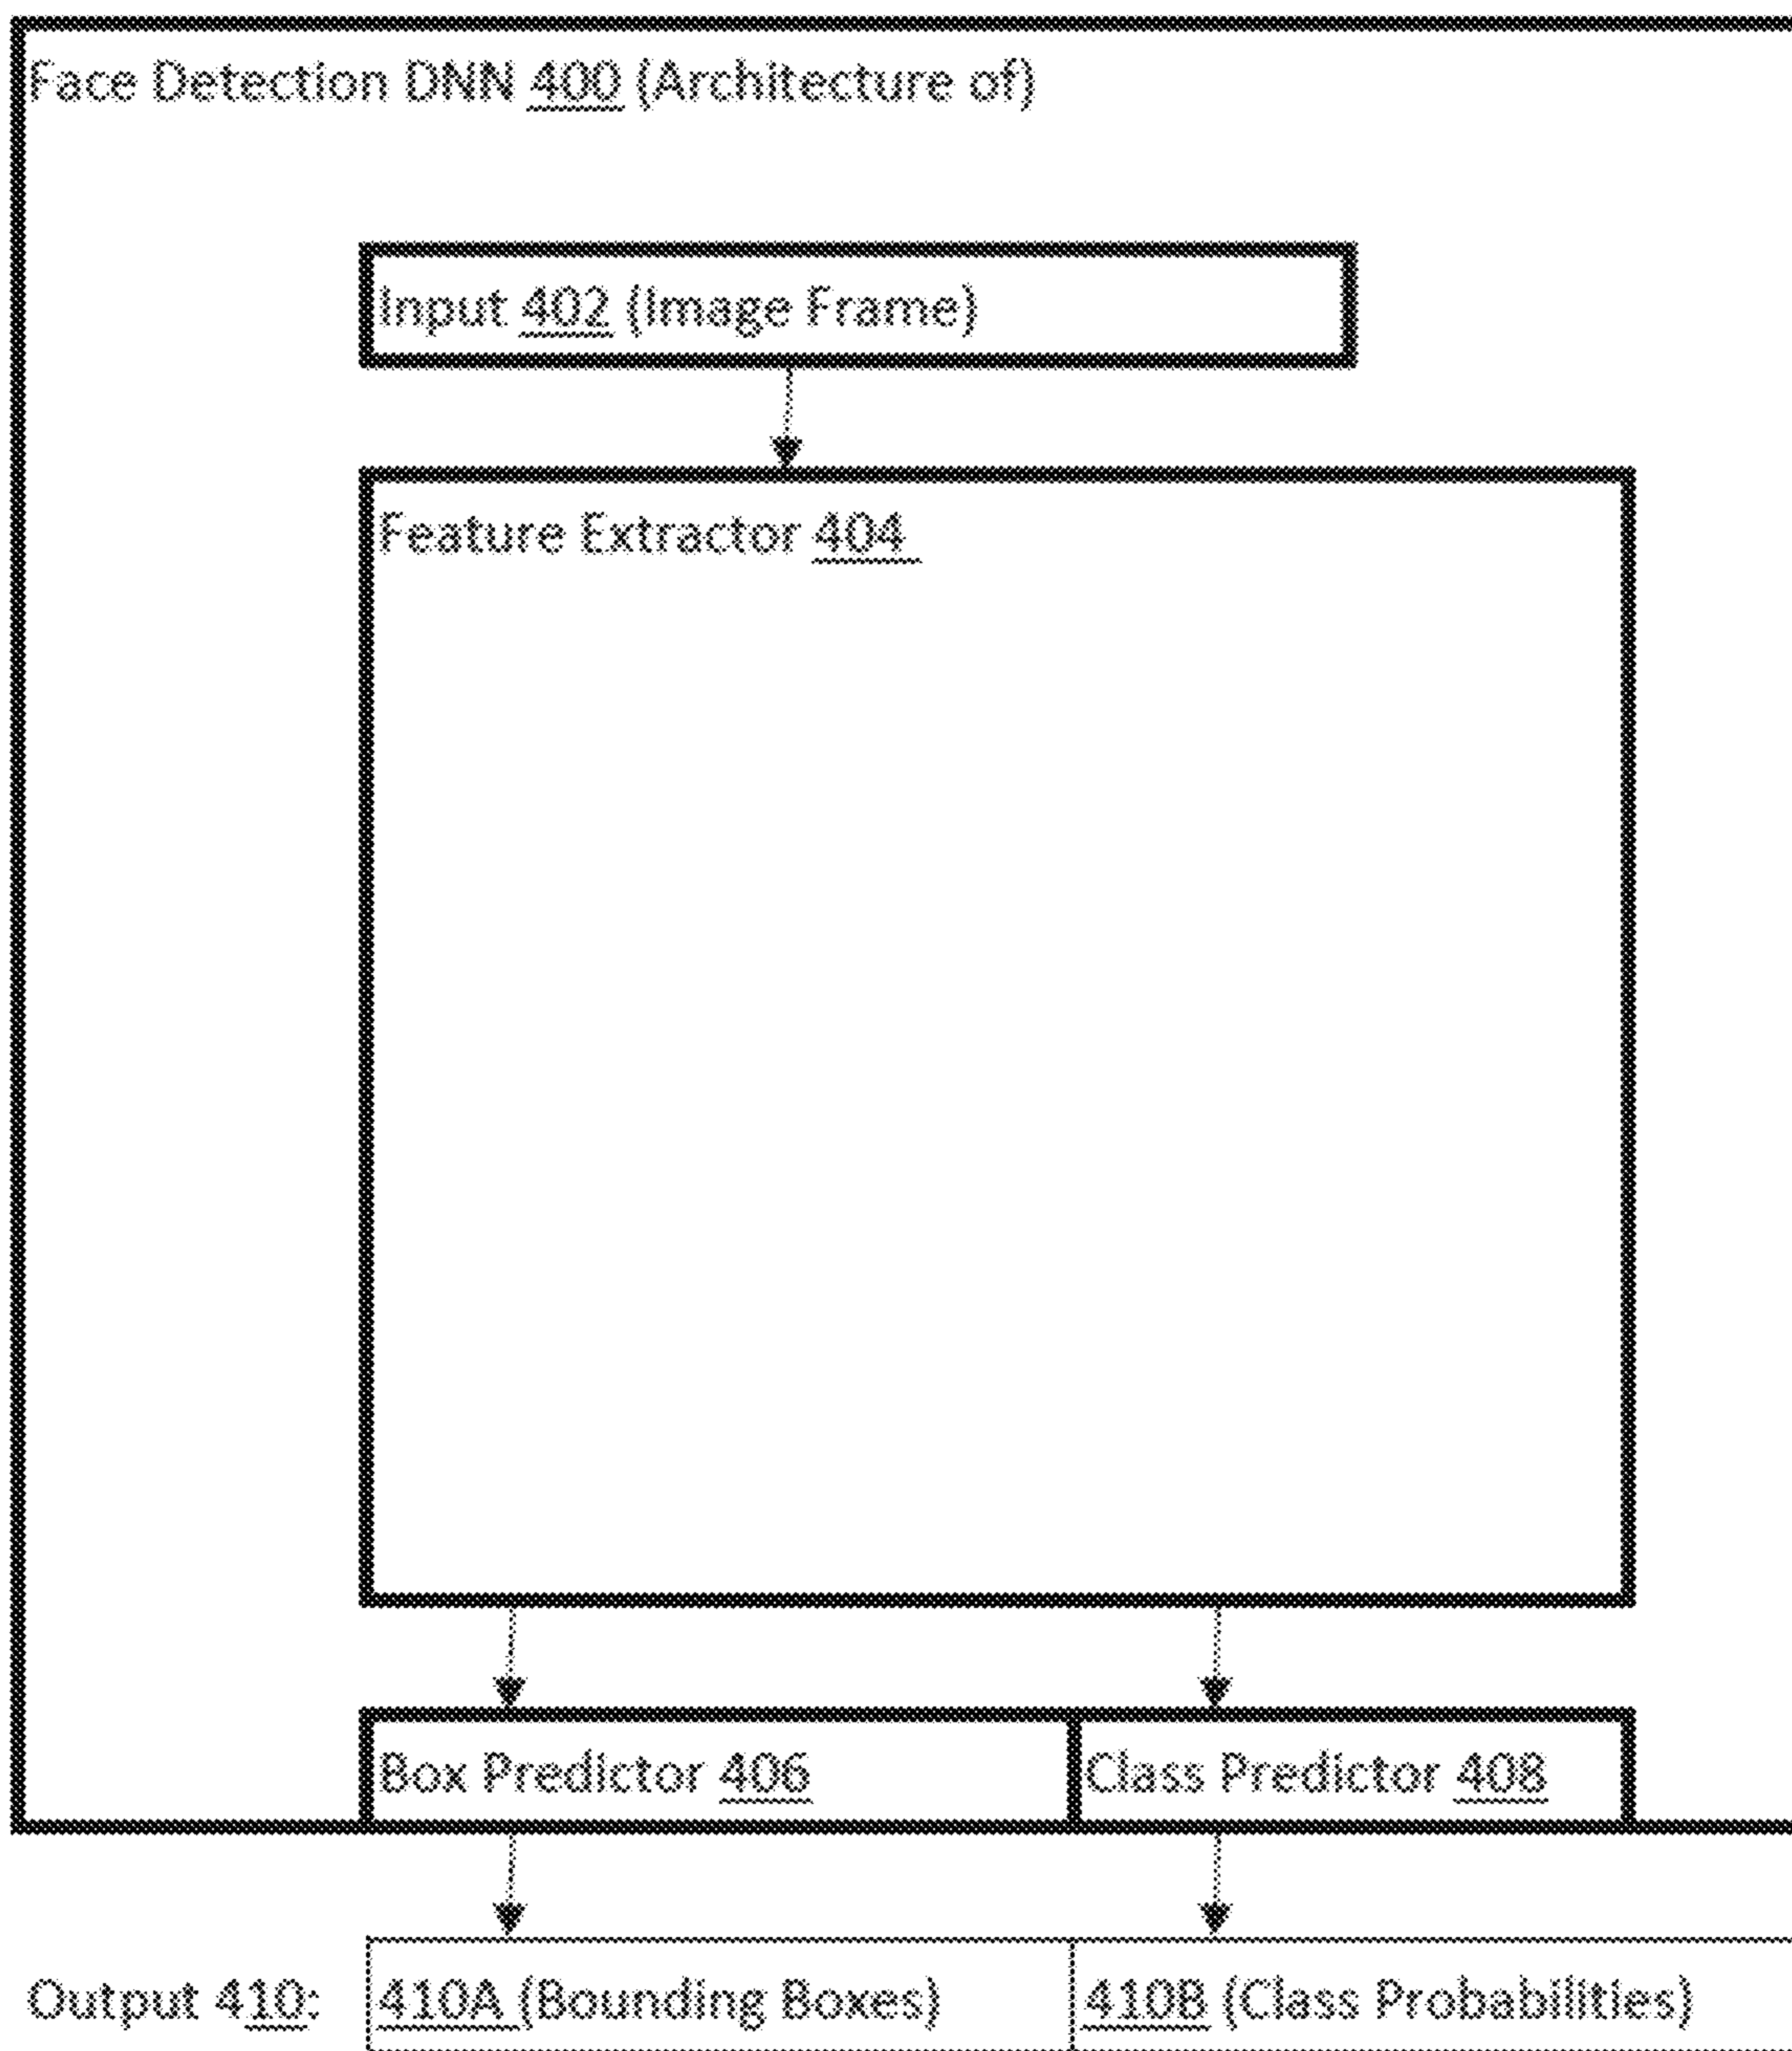 Face Detection DNN 400 (Architecture of)
Input 402 (Image Frame)
Feature Extractor 404
Box Predictor 406
Class Predictor 408
Output 410:
410A (Bounding Boxes)
410B (Class Probabilities)